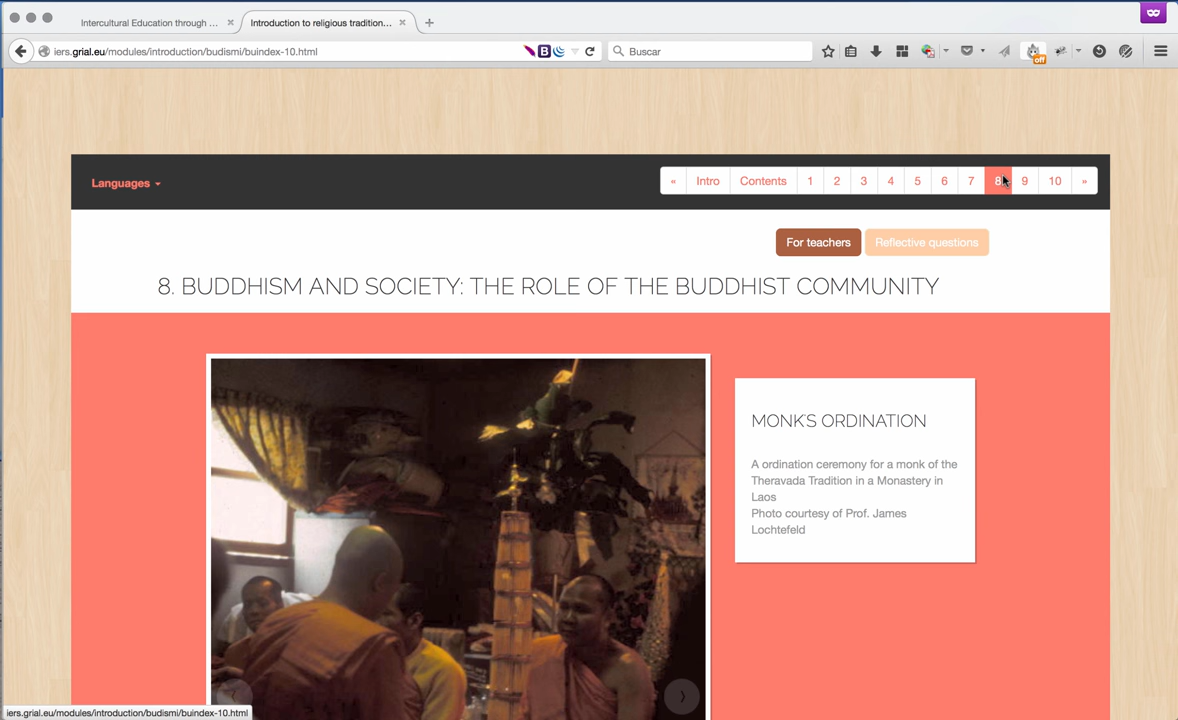 Intercultural Education through ...
Introduction to religious tradition...
iers.grial.eu/modules/introduction/budismi/buindex-10.html
B
Buscar
off
Languages
« Intro Contents 1 2 3 4 5 6 7 8 9 10 »
For teachers Reflective questions
8. BUDDHISM AND SOCIETY: THE ROLE OF THE BUDDHIST COMMUNITY
MONK'S ORDINATION
A ordination ceremony for a monk of the
Theravada Tradition in a Monastery in
Laos
Photo courtesy of Prof. James
Lochtefeld
iers.grial.eu/modules/introduction/budismi/buindex-10.html